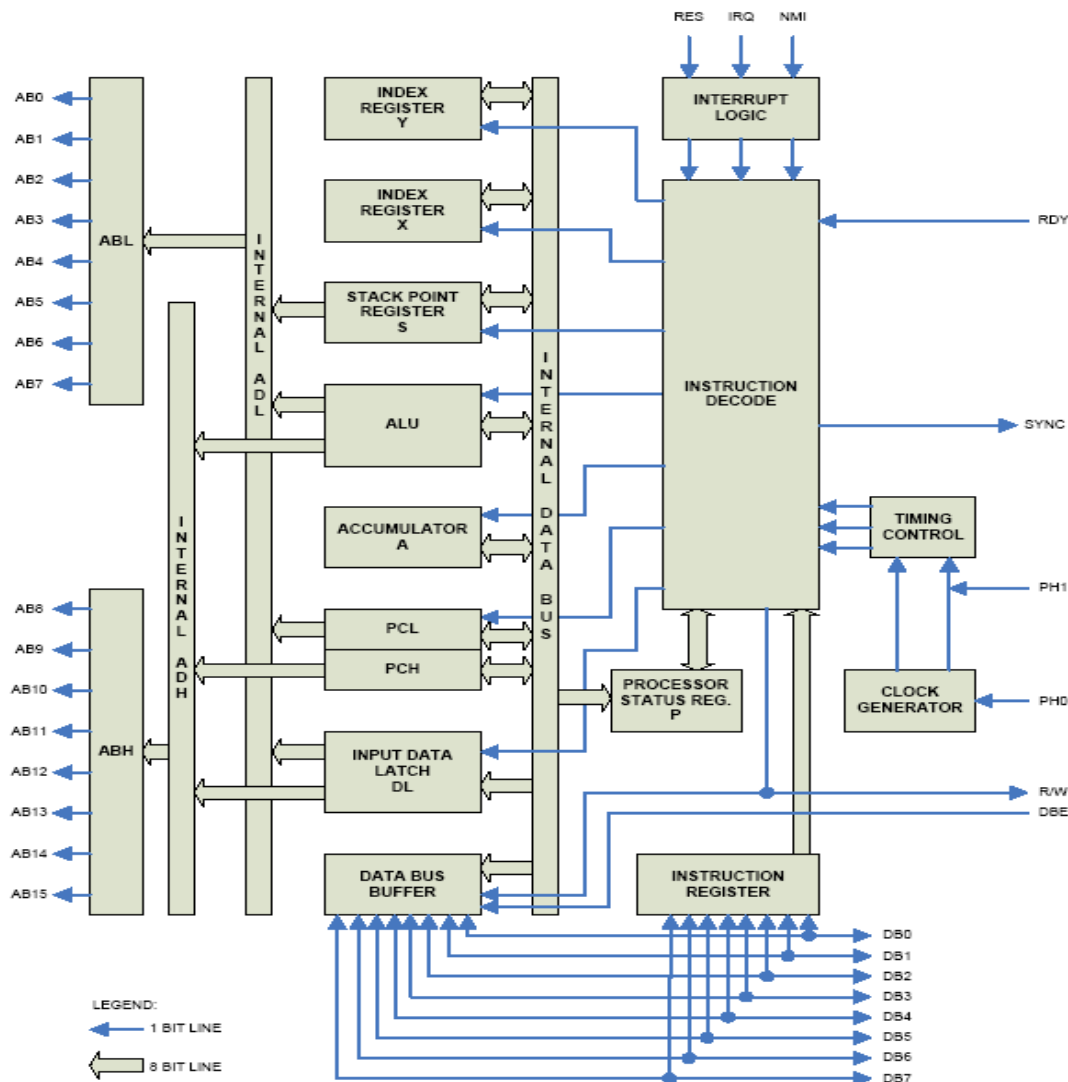 RES IRQ NMI
AB0
AB1
AB2
AB3
AB4
AB5
AB6
AB7
ABL
INTERNAL ADL
INDEX
REGISTER
Y
INDEX
REGISTER
X
STACK POINT
REGISTER
S
ALU
ACCUMULATOR
A
PCL
PCH
INPUT DATA
LATCH
DL
DATA BUS
BUFFER
INTERNAL DATA BUS
INTERRUPT
LOGIC
INSTRUCTION
DECODE
RDY
SYNC
TIMING
CONTROL
PH1
CLOCK
GENERATOR
PH0
PROCESSOR
STATUS REG.
P
R/W
DBE
INSTRUCTION
REGISTER
AB8
AB9
AB10
AB11
AB12
AB13
AB14
AB15
ABH
INTERNAL ADH
DB0
DB1
DB2
DB3
DB4
DB5
DB6
DB7
LEGEND:
1 BIT LINE
8 BIT LINE